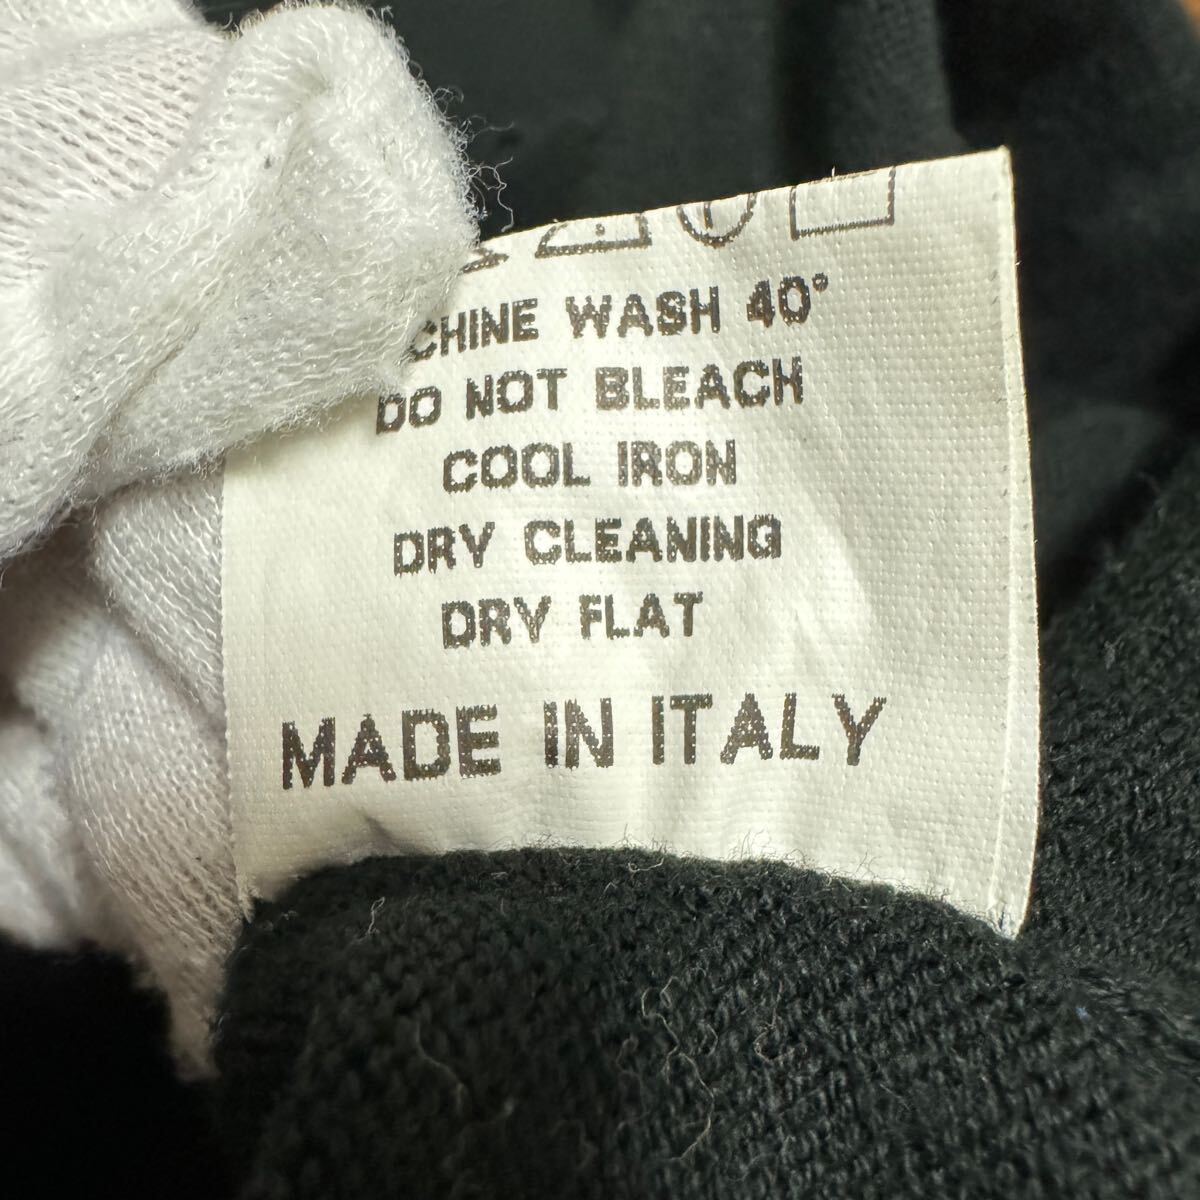 CHINE WASH 40°
DO NOT BLEACH
COOL IRON
DRY CLEANING
DRY FLAT
MADE IN ITALY